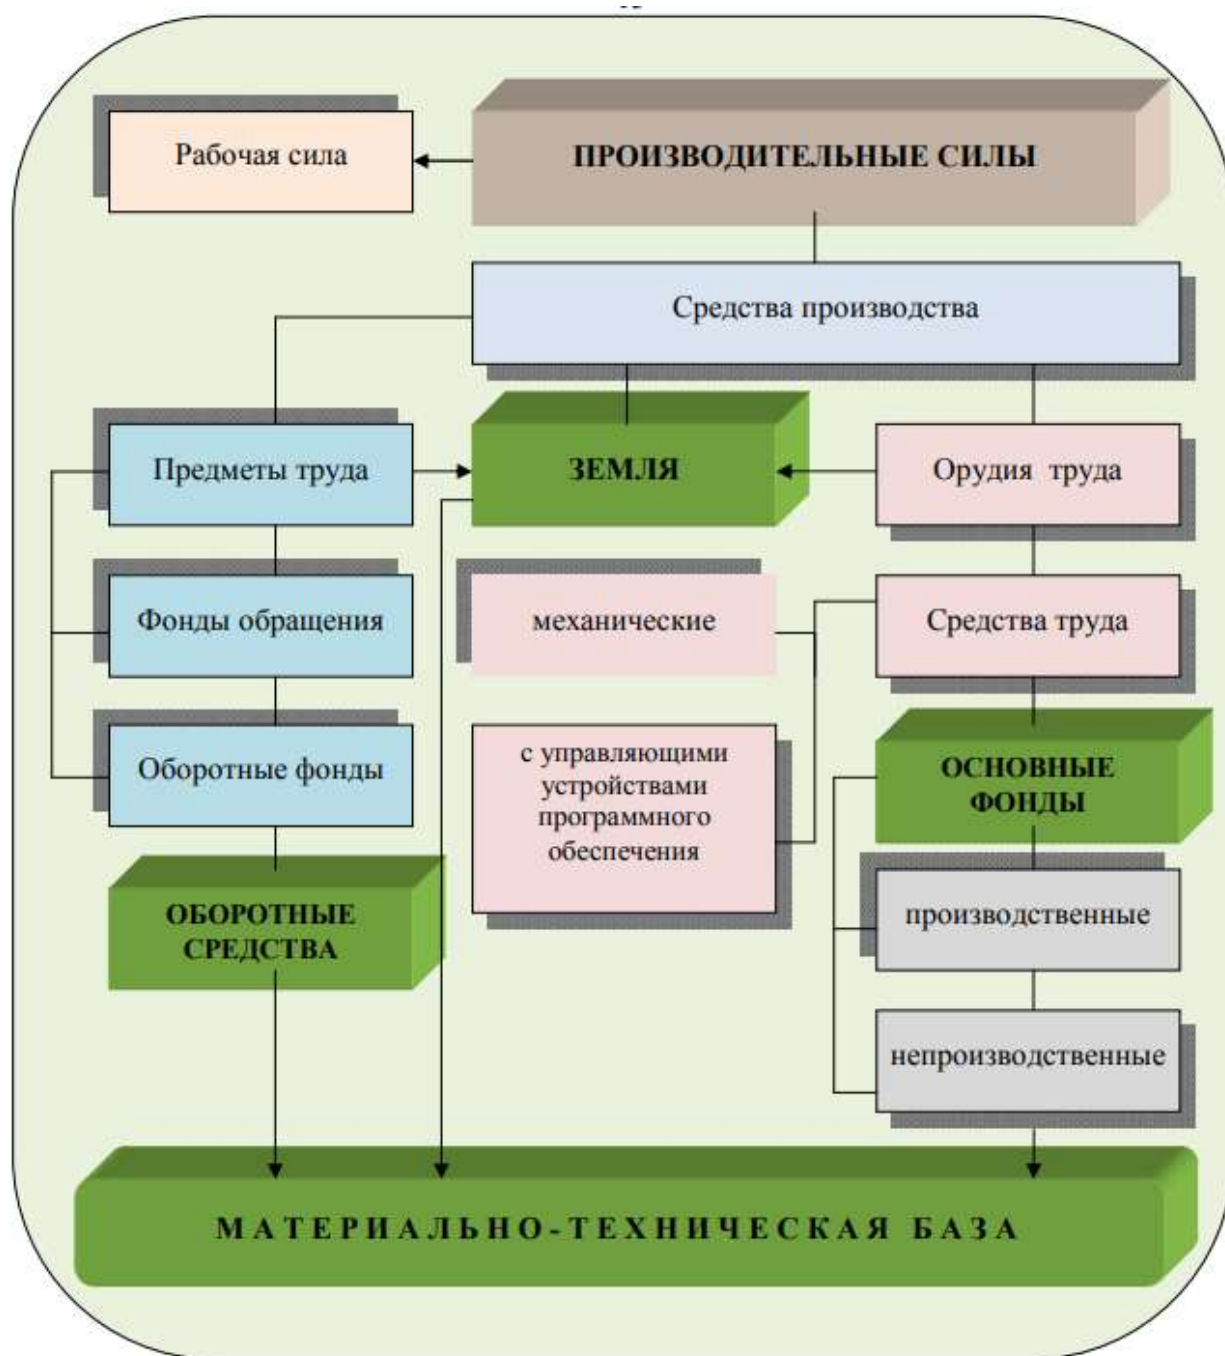 Рабочая сила
ПРОИЗВОДИТЕЛЬНЫЕ СИЛЫ
Средства производства
Предметы труда
ЗЕМЛЯ
Орудия труда
Фонды обращения
механические
Средства труда
Оборотные фонды
с управляющими
устройствами
программного
обеспечения
ОСНОВНЫЕ
ФОНДЫ
ОБОРОТНЫЕ
СРЕДСТВА
производственные
непроизводственные
МАТЕРИАЛЬНО-ТЕХНИЧЕСКАЯ БАЗА